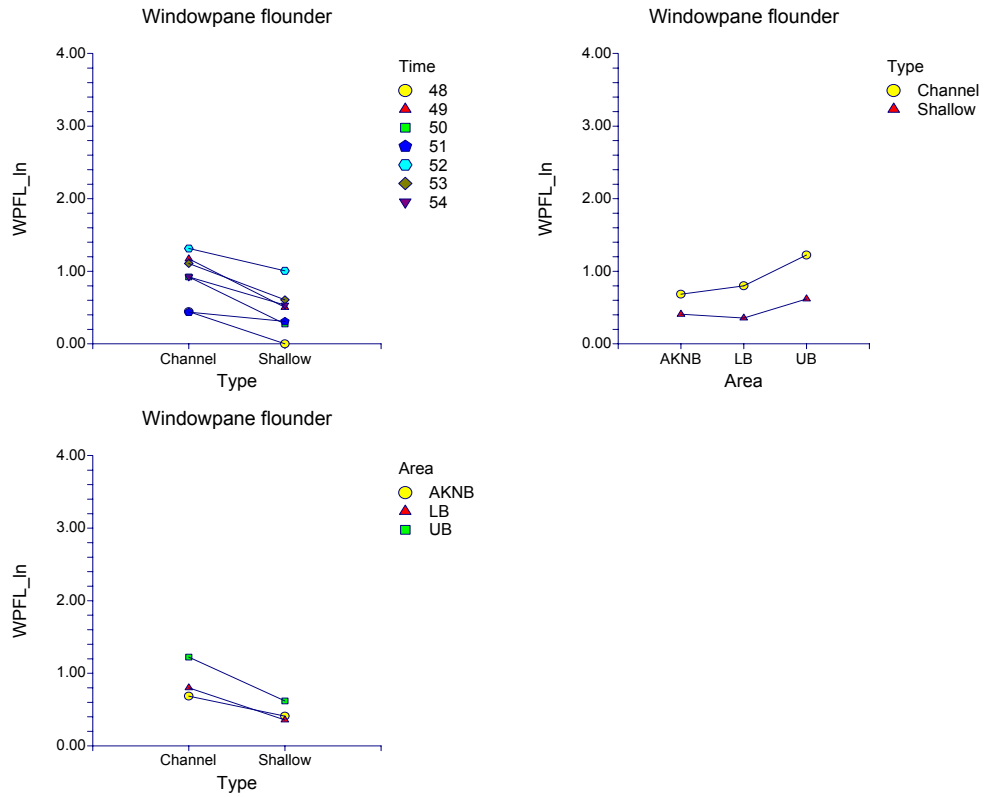 Windowpane flounder
4.00
3.00
2.00
1.00
0.00
WPFL_ln
Channel
Shallow
Type
Time
48
49
50
51
52
53
54
Windowpane flounder
4.00
3.00
2.00
1.00
0.00
WPFL_ln
AKNB
LB
UB
Area
Type
Channel
Shallow
Windowpane flounder
4.00
3.00
2.00
1.00
0.00
WPFL_ln
Channel
Shallow
Type
Area
AKNB
LB
UB